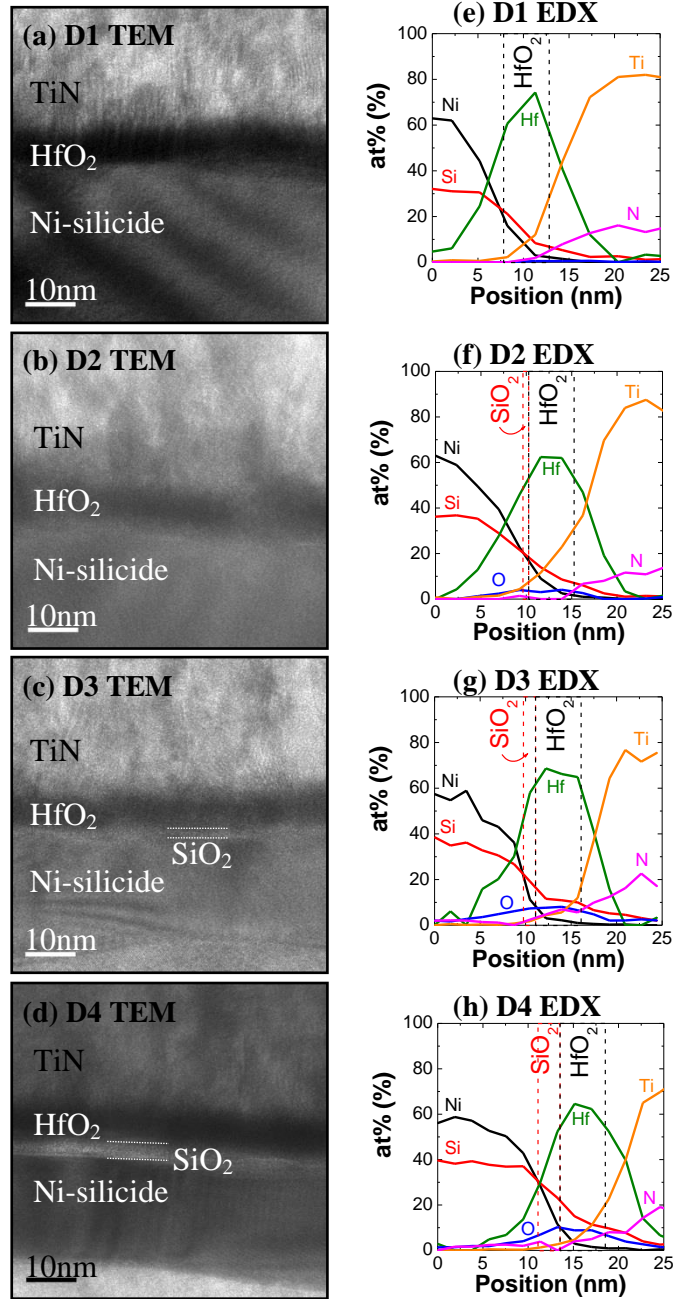 (a) D1 TEM
TiN
HfO2
Ni-silicide
10nm
(e) D1 EDX
at% (%)
100
80
60
40
20
0
HfO2
Ni
Hf
Ti
Si
N
0 5 10 15 20 25
Position (nm)
(b) D2 TEM
TiN
HfO2
Ni-silicide
10nm
(f) D2 EDX
at% (%)
100
80
60
40
20
0
SiO2
HfO2
Ni
Hf
Ti
Si
O
N
0 5 10 15 20 25
Position (nm)
(c) D3 TEM
TiN
HfO2
SiO2
Ni-silicide
10nm
(g) D3 EDX
at% (%)
100
80
60
40
20
0
SiO2
HfO2
Ni
Hf
Ti
Si
O
N
0 5 10 15 20 25
Position (nm)
(d) D4 TEM
TiN
HfO2
SiO2
Ni-silicide
10nm
(h) D4 EDX
at% (%)
100
80
60
40
20
0
SiO2
HfO2
Ni
Hf
Ti
Si
O
N
0 5 10 15 20 25
Position (nm)